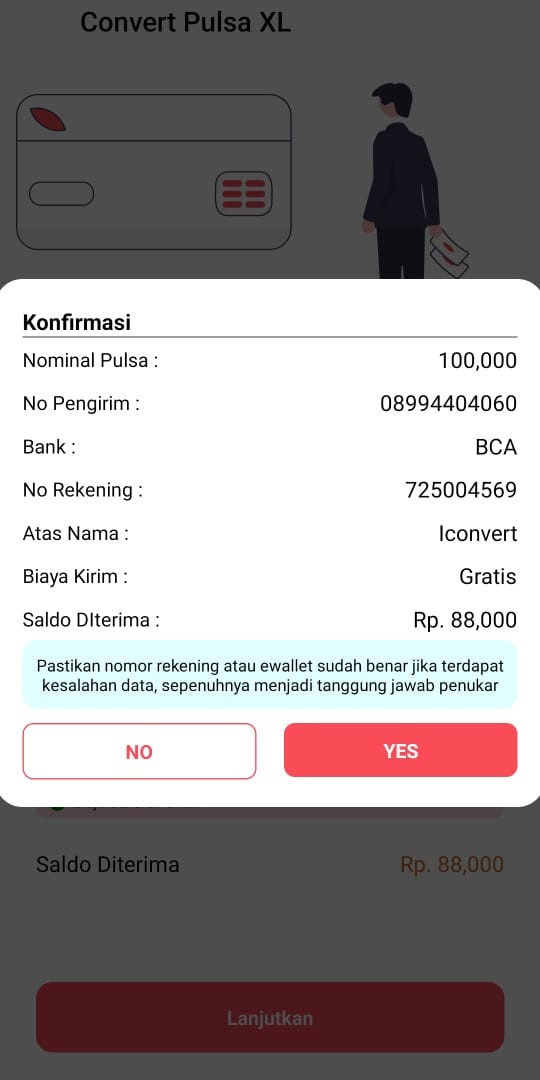 Convert Pulsa XL
Konfirmasi
Nominal Pulsa : 100,000
No Pengirim : 08994404060
Bank : BCA
No Rekening : 725004569
Atas Nama : Iconvert
Biaya Kirim : Gratis
Saldo DIterima : Rp. 88,000
Pastikan nomor rekening atau ewallet sudah benar jika terdapat
kesalahan data, sepenuhnya menjadi tanggung jawab penukar
NO YES
Saldo Diterima Rp. 88,000
Lanjutkan